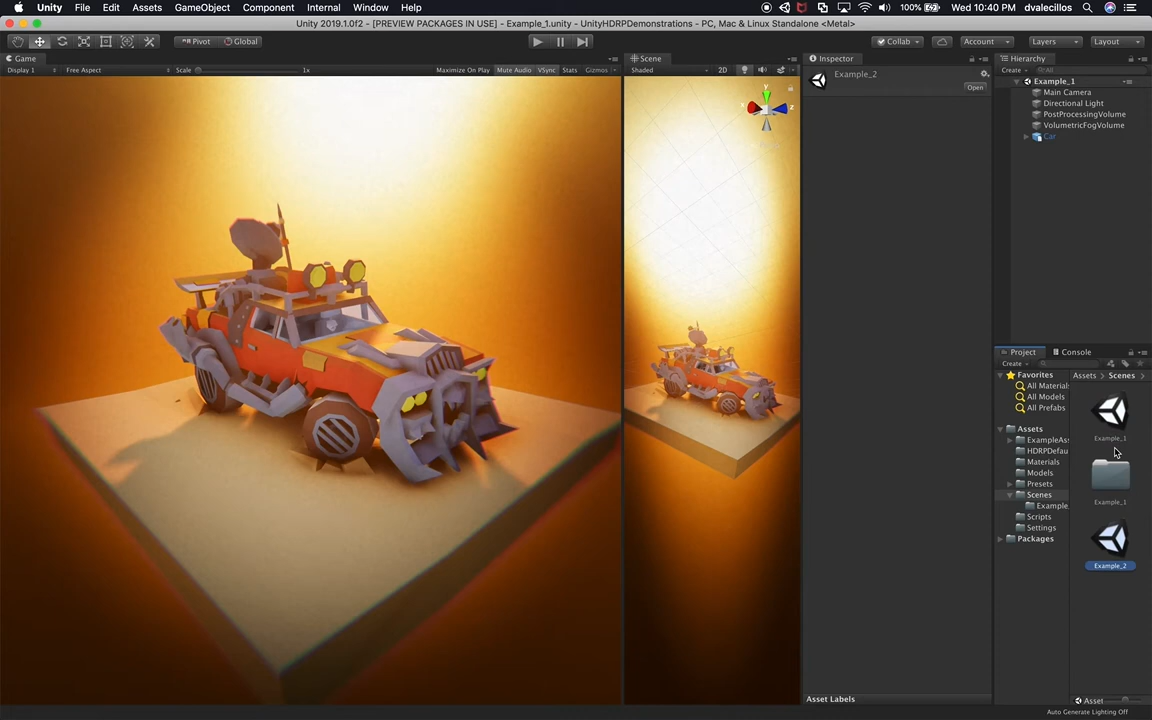 Unity File Edit Assets GameObject Component Internal Window Help 100% Wed 10:40 PM dvalecillos
Unity 2019.1.0f2 - [PREVIEW PACKAGES IN USE] - Example_1.unity - UnityHDRPDemonstrations - PC, Mac & Linux Standalone <Metal>
Pivot Global Collab Account Layers Layout
Game
Display 1 Free Aspect Scale 1x Maximize On Play Mute Audio VSync Stats Gizmos
Scene
Shaded 2D
y
x
z
Inspector
Example_2
Open
Asset Labels
Hierarchy
Create All
Example_1
Main Camera
Directional Light
PostProcessingVolume
VolumetricFogVolume
Car
Project Console
Create
Favorites
All Materials
All Models
All Prefabs
Assets
ExampleAss
HDRPDefau
Materials
Models
Presets
Scenes
Example_
Scripts
Settings
Packages
Assets > Scenes >
Example_1
Example_1
Example_2
Asset
Auto Generate Lighting Off